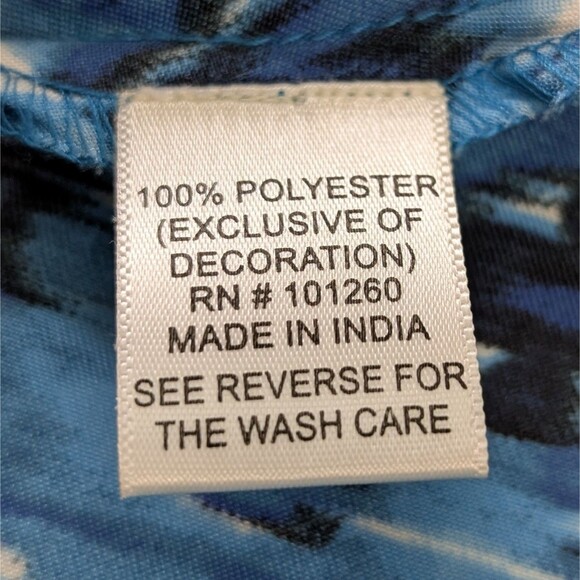 100% POLYESTER
(EXCLUSIVE OF
DECORATION)
RN # 101260
MADE IN INDIA
SEE REVERSE FOR
THE WASH CARE